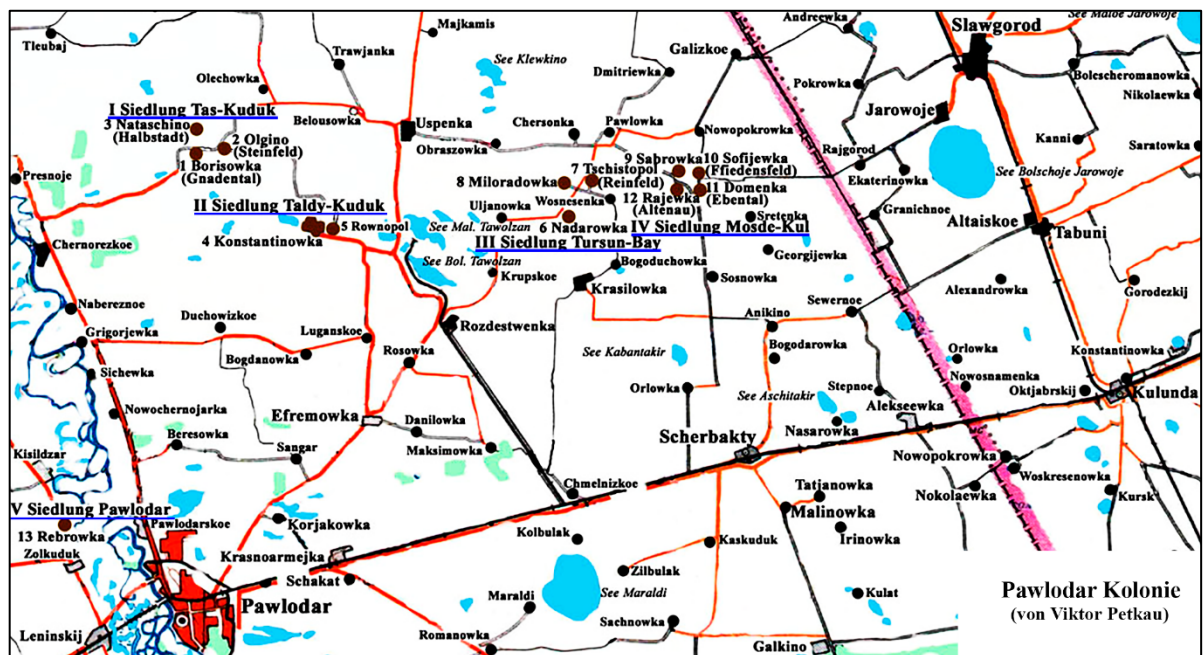 Tleubaj
Majkamis
Trawjanka
See Klewkino
Galizkoe
Andreewka
See Maloe Jarowoje
Slawgorod
Olechowka
Dmitriewka
Pokrowka
Bolescheromanowka
Nikolaewka
I Siedlung Tas-Kuduk
3 Nataschino
(Halbstadt)
2 Olgino
(Steinfeld)
1 Borisowka
(Gnadental)
Belousowka
Uspenka
Obraszowka
Chersonka
Pawlowka
Nowopokrowka
Jarowoje
Rajgorod
Kanni
Saratowka
Presnoje
9 Sabrowka
10 Sofijewka
(Ffiedensfeld)
7 Tschistopol
(Reinfeld)
8 Miloradowka
11 Domenka
(Ebental)
12 Rajewka
(Altenau)
Ekaterinowka
See Bolschoje Jarowoje
II Siedlung Taldy-Kuduk
Uljanowka
Wosnesenka
Sretenka
Granichnoe
Altaiskoe
Tabuni
4 Konstantinowka
5 Rownopol
See Mal. Tawolzan
6 Nadarowka
IV Siedlung Mosde-Kul
III Siedlung Tursun-Bay
Chernorezkoe
See Bol. Tawolzan
Krupskoe
Bogoduchowka
Georgijewka
Krasilowka
Sosnowka
Alexandrowka
Gorodezkij
Nabereznoe
Duchowizkoe
Luganskoe
Rozdestwenka
Anikino
Sewernoe
Grigorjewka
Bogdanowka
Rosowka
See Kabantakir
Bogodarowka
Orlowka
Konstantinowka
Sichewka
Orlowka
Stepnoe
Nowosnamenka
Oktjabrskij
Kulunda
Nowochernojarka
Efremowka
Danilowka
See Aschitakir
Alekseewka
Nasarowka
Beresowka
Sangar
Maksimowka
Scherbakty
Nowopokrowka
Kisildzar
Woskresenowka
Chmelnizkoe
Tatjanowka
Malinowka
Nokolaewka
Kursk
V Siedlung Pawlodar
Pawlodarskoe
Korjakowka
13 Rebrowka
Zolkuduk
Kolbulak
Kaskuduk
Irinowka
Krasnoarmejka
Schakat
Zilbulak
Pawlodar
Maraldi
See Maraldi
Kulat
Leninskij
Romanowka
Sachnowka
Galkino
Pawlodar Kolonie
(von Viktor Petkau)